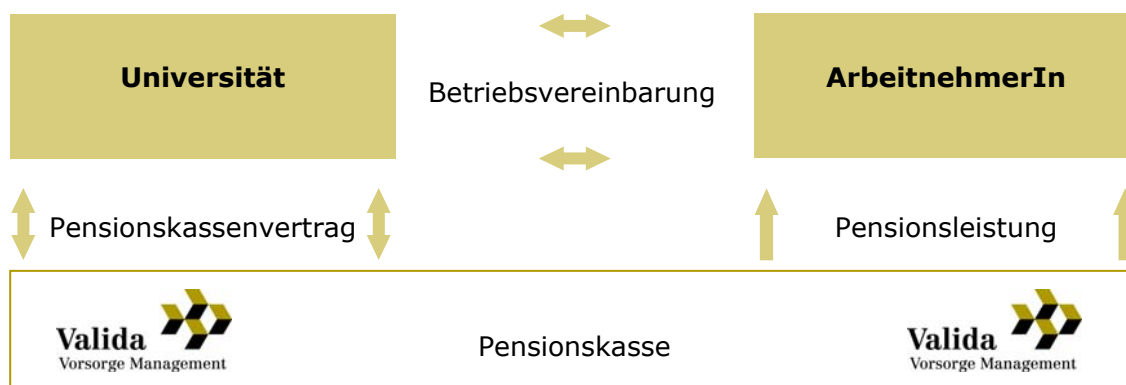 Universität
Betriebsvereinbarung
ArbeitnehmerIn
Pensionskassenvertrag
Pensionsleistung
Valida
Vorsorge Management
Pensionskasse
Valida
Vorsorge Management